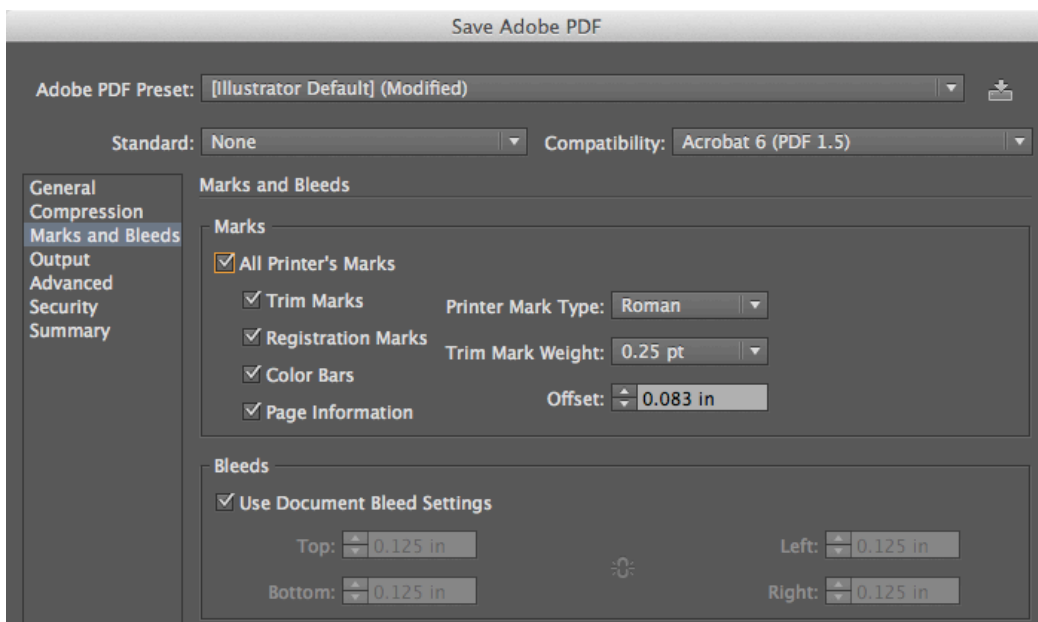 Save Adobe PDF
Adobe PDF Preset: [Illustrator Default] (Modified)
Standard: None Compatibility: Acrobat 6 (PDF 1.5)
General
Compression
Marks and Bleeds
Output
Advanced
Security
Summary
Marks and Bleeds
Marks
All Printer's Marks
Trim Marks
Registration Marks
Color Bars
Page Information
Printer Mark Type: Roman
Trim Mark Weight: 0.25 pt
Offset: 0.083 in
Bleeds
Use Document Bleed Settings
Top: 0.125 in Left: 0.125 in
Bottom: 0.125 in Right: 0.125 in